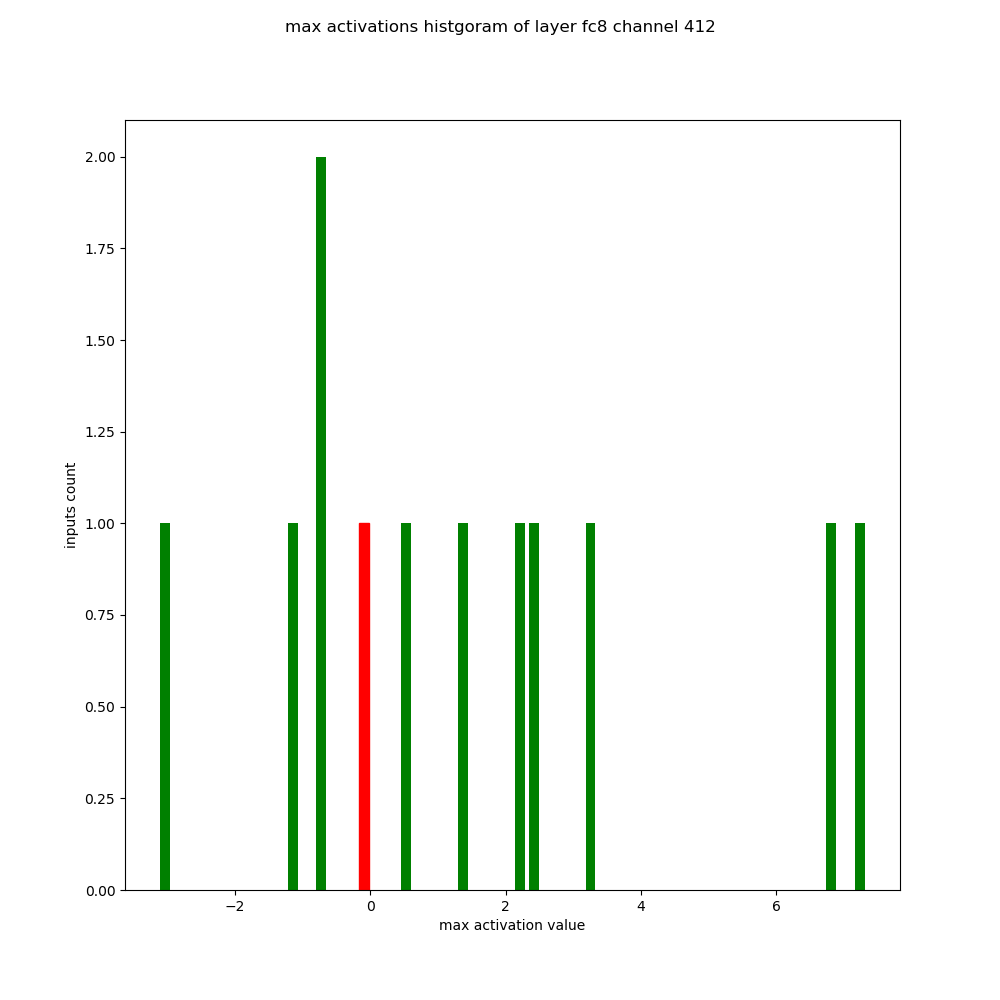 max activations histgoram of layer fc8 channel 412
2.00
1.75
1.50
1.25
1.00
0.75
0.50
0.25
0.00
inputs count
−2 0 2 4 6
max activation value